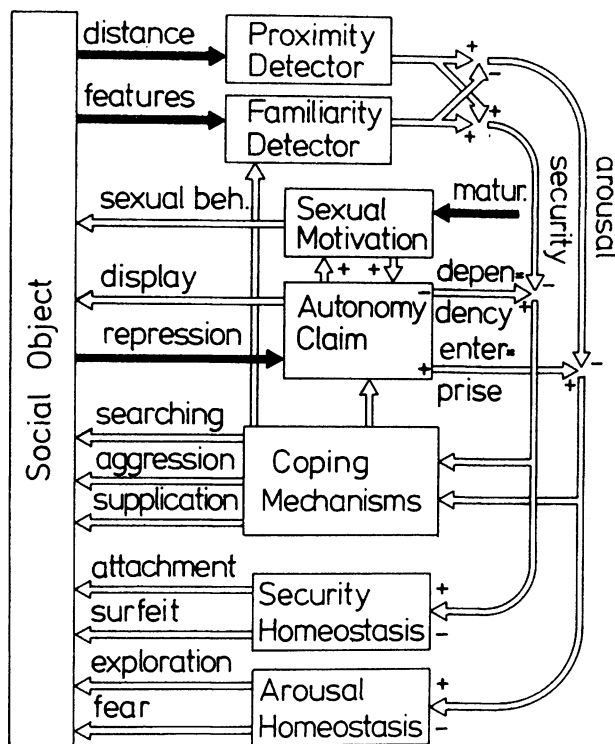 distance
Proximity
Detector
features
Familiarity
Detector
sexual beh.
Sexual
Motivation
matur.
security
arousal
display
Autonomy
Claim
depen=
dency
repression
enter=
prise
Social Object
searching
aggression
supplication
Coping
Mechanisms
attachment
surfeit
Security
Homeostasis
exploration
fear
Arousal
Homeostasis
+
-
+
+
+
+
-
-
+
+
-
+
+
-
+
-